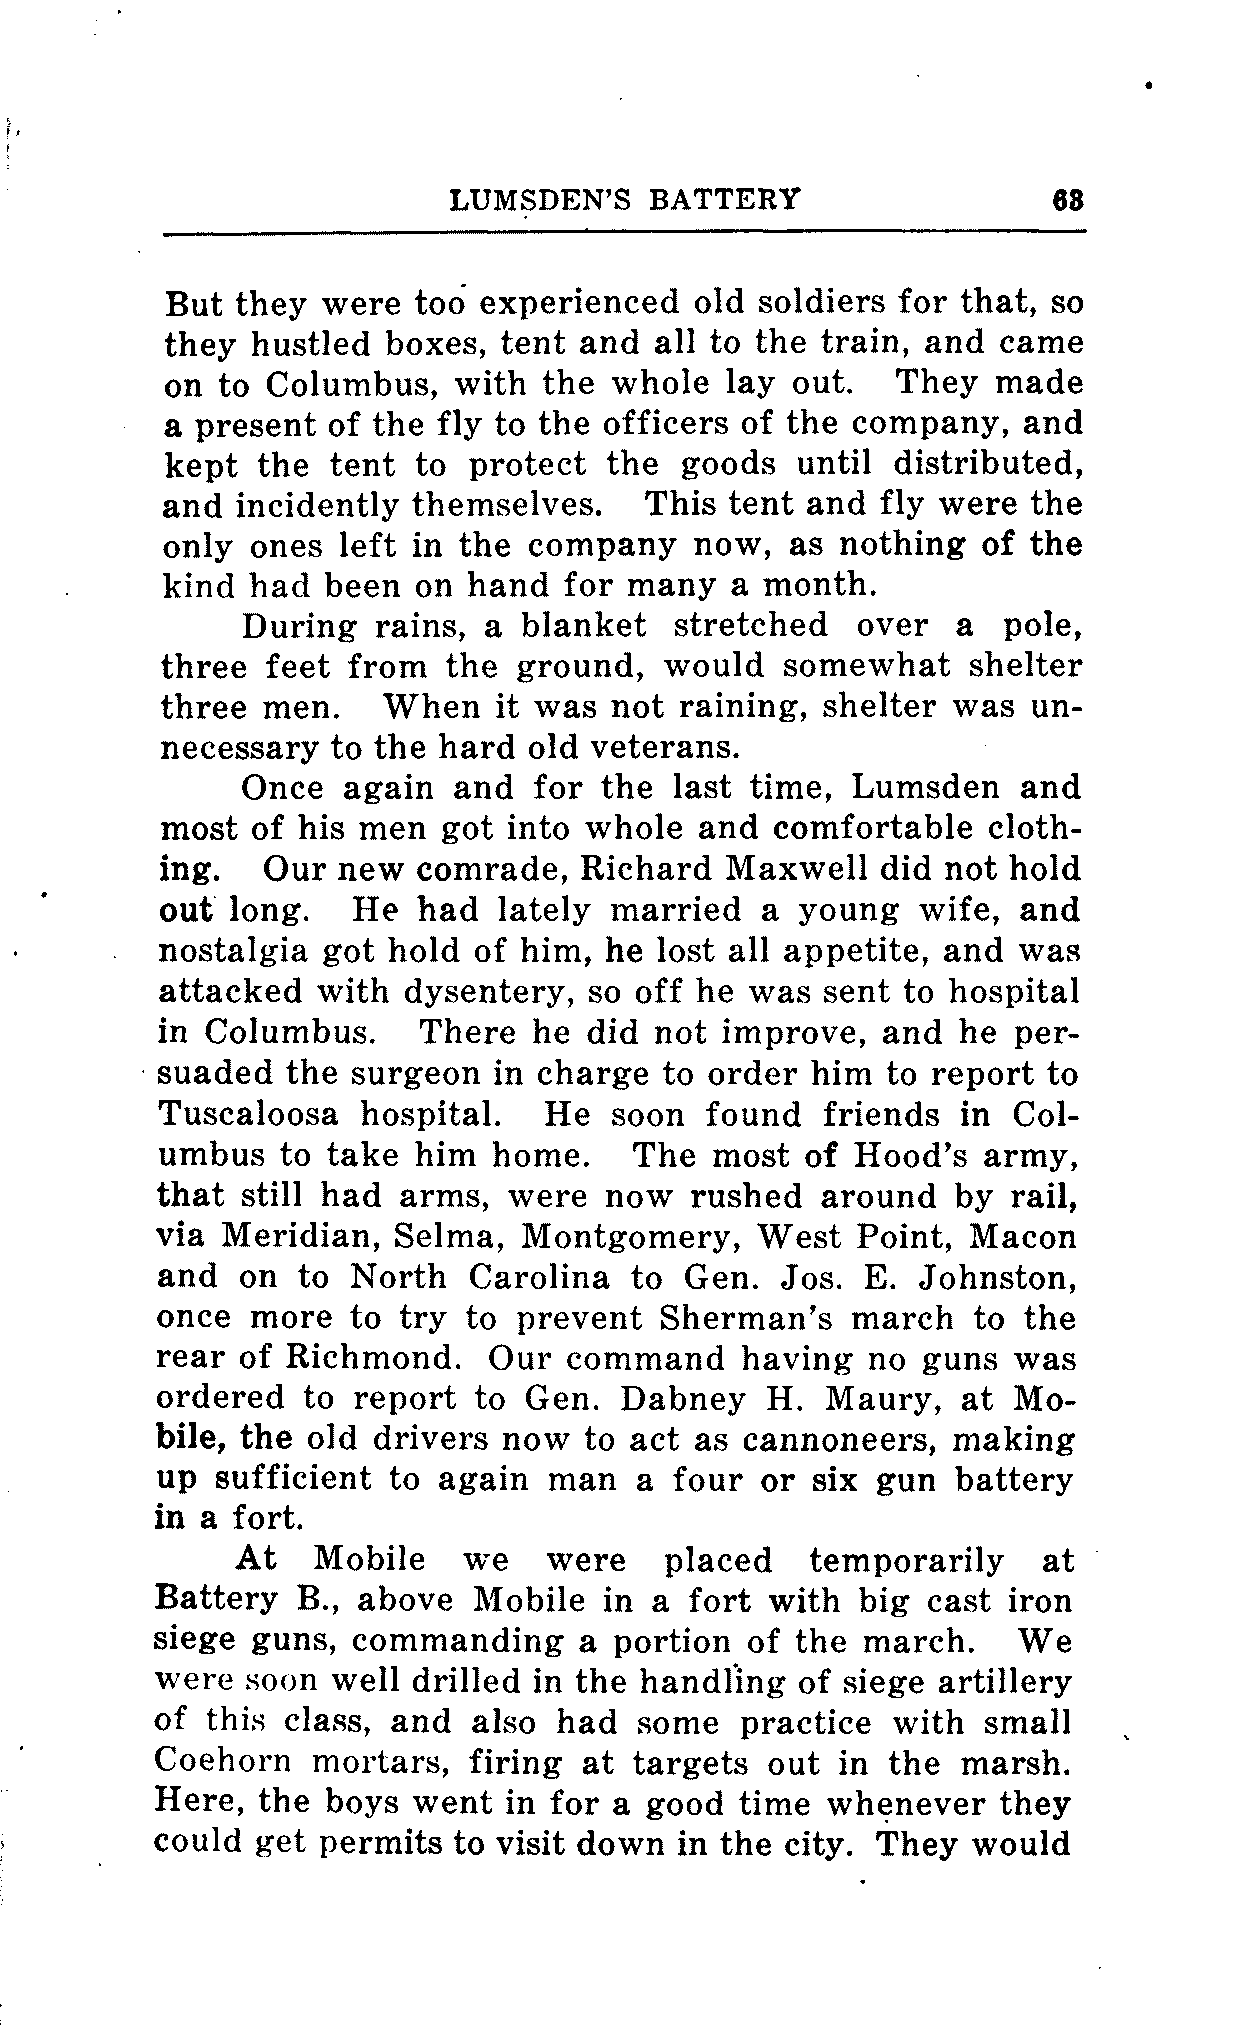 LUMSDEN'S BATTERY 63
But they were too experienced old soldiers for that, so
they hustled boxes, tent and all to the train, and came
on to Columbus, with the whole lay out. They made
a present of the fly to the officers of the company, and
kept the tent to protect the goods until distributed,
and incidently themselves. This tent and fly were the
only ones left in the company now, as nothing of the
kind had been on hand for many a month.
During rains, a blanket stretched over a pole,
three feet from the ground, would somewhat shelter
three men. When it was not raining, shelter was un-
necessary to the hard old veterans.
Once again and for the last time, Lumsden and
most of his men got into whole and comfortable cloth-
ing. Our new comrade, Richard Maxwell did not hold
out long. He had lately married a young wife, and
nostalgia got hold of him, he lost all appetite, and was
attacked with dysentery, so off he was sent to hospital
in Columbus. There he did not improve, and he per-
suaded the surgeon in charge to order him to report to
Tuscaloosa hospital. He soon found friends in Col-
umbus to take him home. The most of Hood's army,
that still had arms, were now rushed around by rail,
via Meridian, Selma, Montgomery, West Point, Macon
and on to North Carolina to Gen. Jos. E. Johnston,
once more to try to prevent Sherman's march to the
rear of Richmond. Our command having no guns was
ordered to report to Gen. Dabney H. Maury, at Mo-
bile, the old drivers now to act as cannoneers, making
up sufficient to again man a four or six gun battery
in a fort.
At Mobile we were placed temporarily at
Battery B., above Mobile in a fort with big cast iron
siege guns, commanding a portion of the march. We
were soon well drilled in the handling of siege artillery
of this class, and also had some practice with small
Coehorn mortars, firing at targets out in the marsh.
Here, the boys went in for a good time whenever they
could get permits to visit down in the city. They would